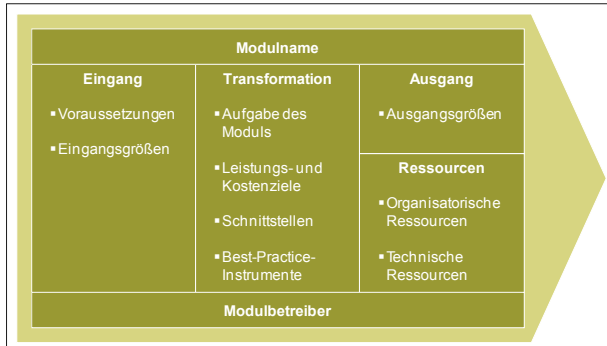 Modulname
Eingang
▪ Voraussetzungen
▪ Eingangsgrößen
Transformation
▪ Aufgabe des
Moduls
▪ Leistungs- und
Kostenziele
▪ Schnittstellen
▪ Best-Practice-
Instrumente
Ausgang
▪ Ausgangsgrößen
Ressourcen
▪ Organisatorische
Ressourcen
▪ Technische
Ressourcen
Modulbetreiber